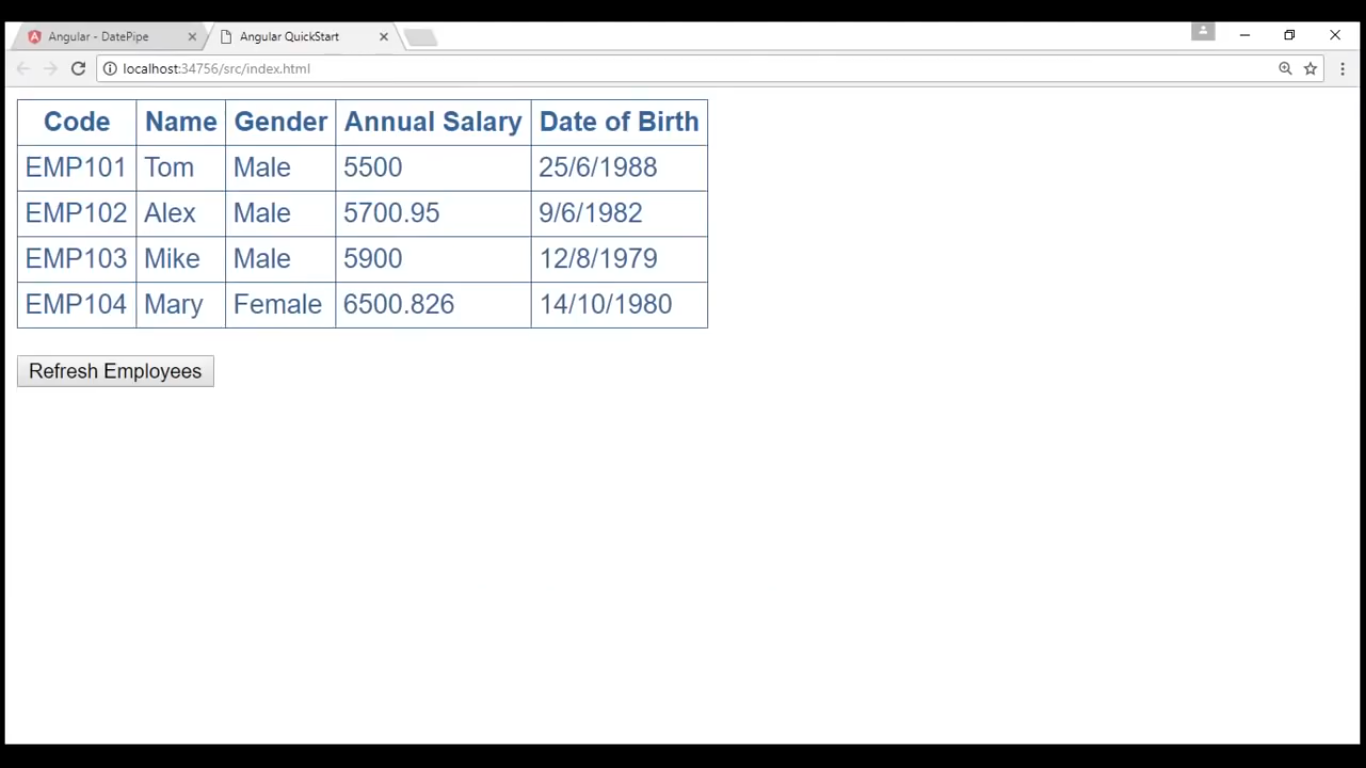 Angular - DatePipe
Angular QuickStart
localhost:34756/src/index.html
Code Name Gender Annual Salary Date of Birth
EMP101 Tom Male 5500 25/6/1988
EMP102 Alex Male 5700.95 9/6/1982
EMP103 Mike Male 5900 12/8/1979
EMP104 Mary Female 6500.826 14/10/1980
Refresh Employees